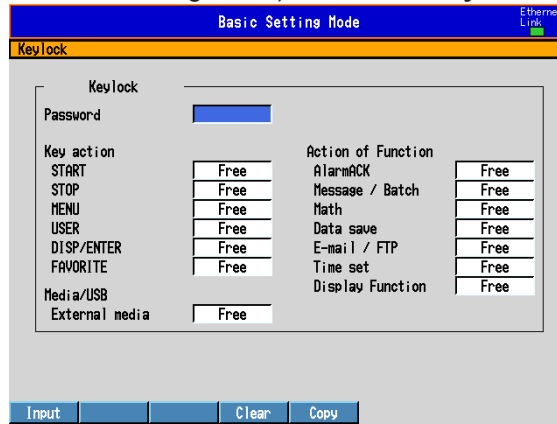 Basic Setting Mode
Etherne
Link
Keylock
Keylock
Password
Key action
START Free
STOP Free
MENU Free
USER Free
DISP/ENTER Free
FAVORITE Free
Media/USB
External media Free
Action of Function
AlarmACK Free
Message / Batch Free
Math Free
Data save Free
E-mail / FTP Free
Time set Free
Display Function Free
Input Clear Copy